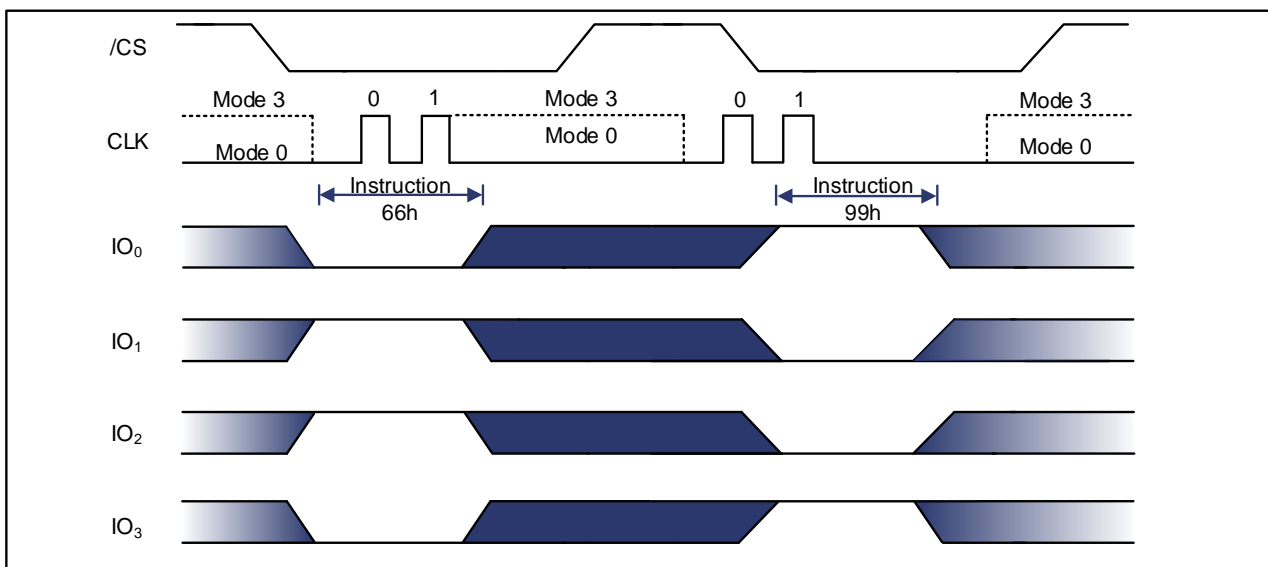 /CS
Mode 3 0 1 Mode 3 0 1 Mode 3
CLK
Mode 0 Mode 0 Mode 0
Instruction Instruction
66h 99h
IO₀
IO₁
IO₂
IO₃